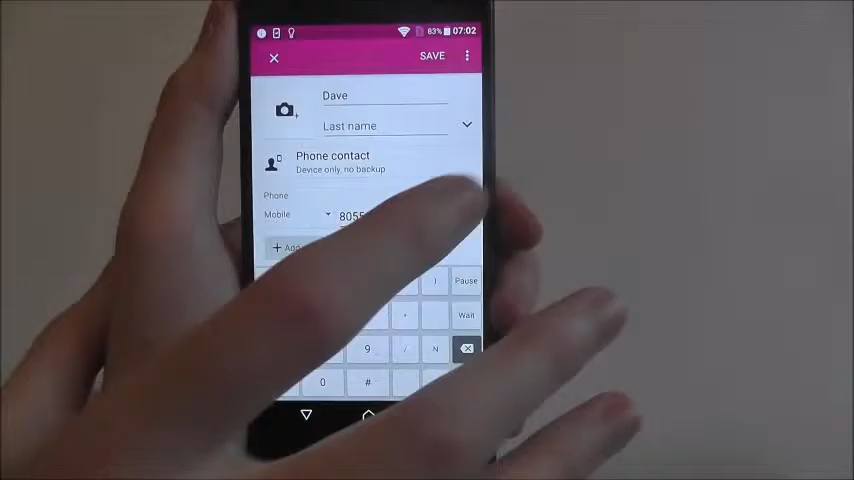 83% 07:02
SAVE
Dave
Last name
Phone contact
Device only, no backup
Phone
Mobile 8055
+ Add
) Pause
+ Wait
9 / N
0 #